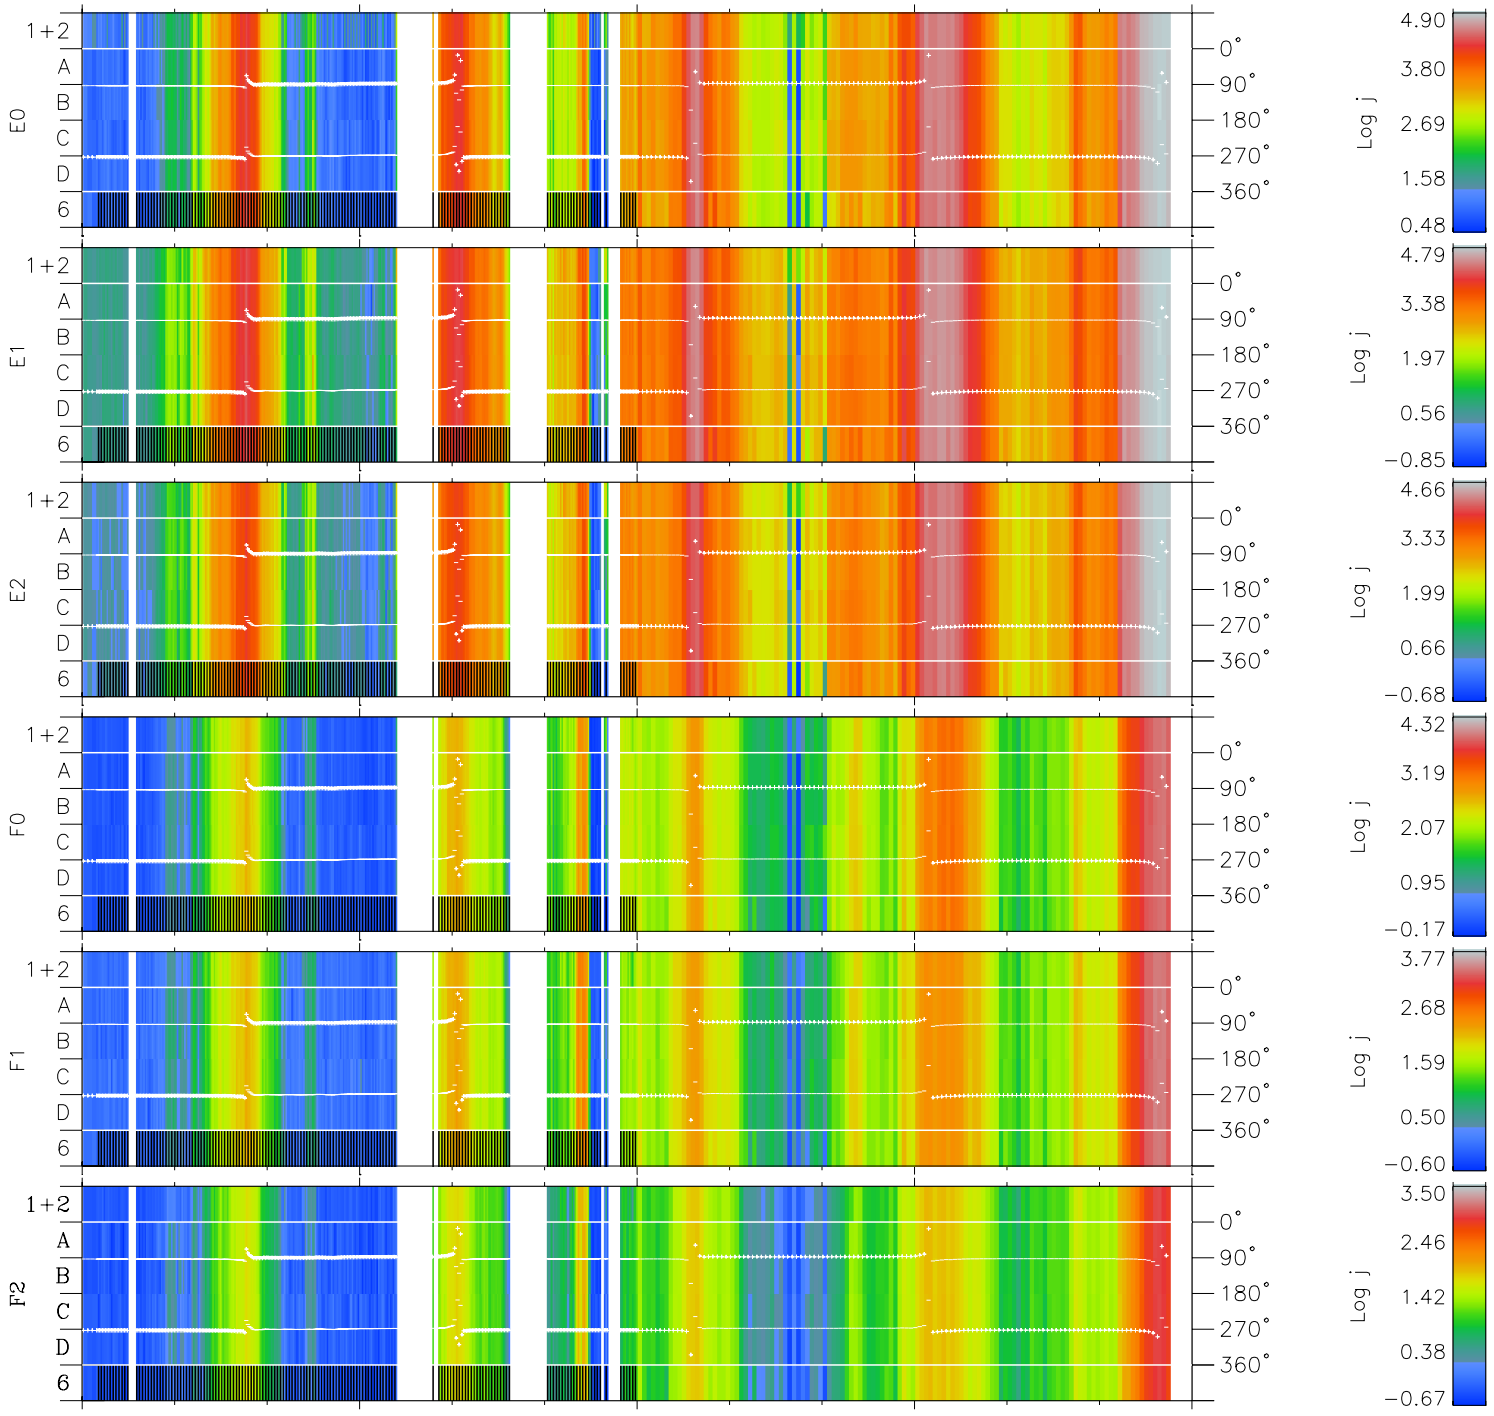 1+2
A
B
C
D
6
E0
0°
90°
180°
270°
360°
Log j
4.90
3.80
2.69
1.58
0.48
1+2
A
B
C
D
6
E1
0°
90°
180°
270°
360°
Log j
4.79
3.38
1.97
0.56
−0.85
1+2
A
B
C
D
6
E2
0°
90°
180°
270°
360°
Log j
4.66
3.33
1.99
0.66
−0.68
1+2
A
B
C
D
6
F0
0°
90°
180°
270°
360°
Log j
4.32
3.19
2.07
0.95
−0.17
1+2
A
B
C
D
6
F1
0°
90°
180°
270°
360°
Log j
3.77
2.68
1.59
0.50
−0.60
1+2
A
B
C
D
6
F2
0°
90°
180°
270°
360°
Log j
3.50
2.46
1.42
0.38
−0.67